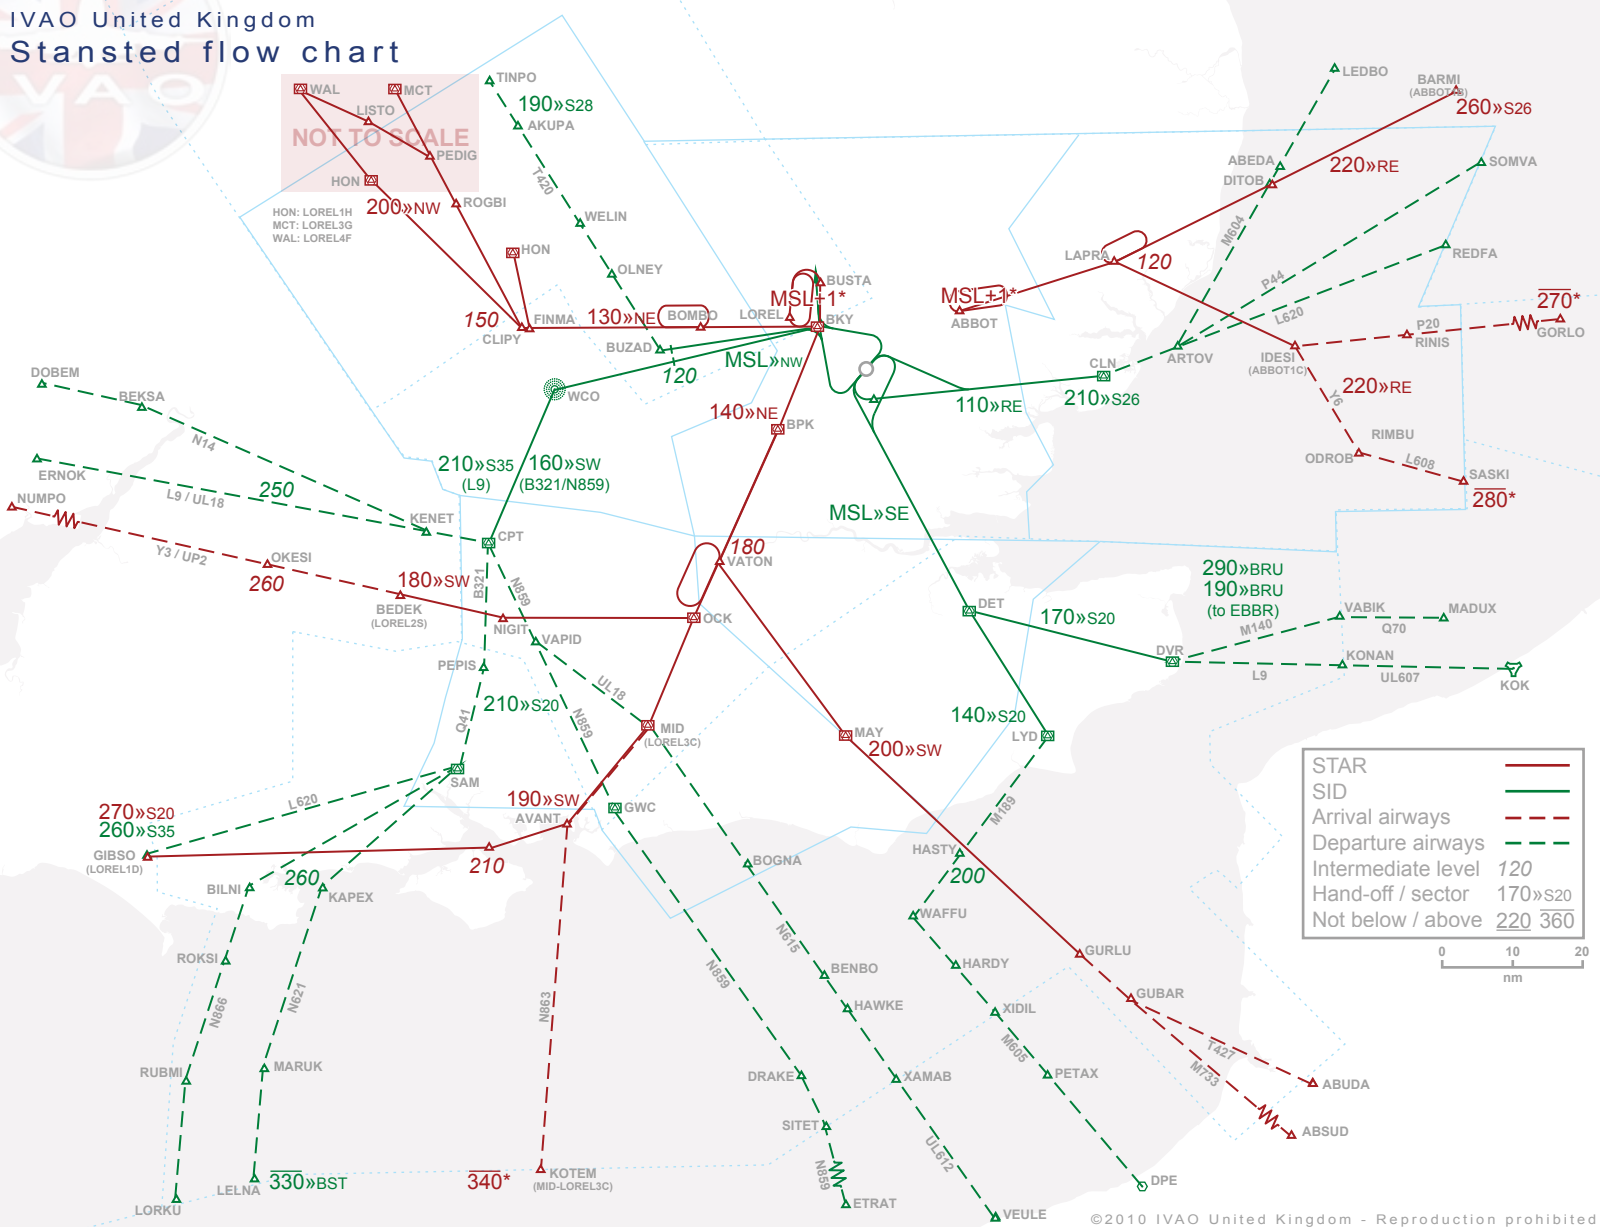 IVAO United Kingdom
Stansted flow chart
VAO
WAL
MCT
LISTO
NOT TO SCALE
PEDIG
HON
200»NW
ROGBI
HON: LOREL1H
MCT: LOREL3G
WAL: LOREL4F
HON
TINPO
190»S28
AKUPA
T420
WELIN
OLNEY
150
FINMA
CLIPY
130»NE
BOMBO
BUZAD
120
LOREL
MSL+1*
BUSTA
BKY
MSL»NW
WCO
140»NE
BPK
MSL+1*
ABBOT
LAPRA
120
LEDBO
BARMI
(ABBOT1B)
260»S26
ABEDA
DITOB
220»RE
SOMVA
M604
REDFA
P44
L620
270*
GORLO
P20
RINIS
ARTOV
IDESI
(ABBOT1C)
CLN
210»S26
110»RE
220»RE
Y6
RIMBU
ODROB
L608
SASKI
280*
DOBEM
BEKSA
N14
ERNOK
L9 / UL18
250
NUMPO
KENET
CPT
210»S35
(L9)
160»SW
(B321/N859)
Y3 / UP2
OKESI
260
180»SW
BEDEK
(LOREL2S)
B321
N859
NIGIT
180
VATON
OCK
MSL»SE
DET
170»S20
290»BRU
190»BRU
(to EBBR)
M140
VABIK
MADUX
Q70
DVR
KONAN
L9
UL607
KOK
VAPID
PEPIS
UL18
210»S20
Q41
N859
MID
(LOREL3C)
MAY
200»SW
140»S20
LYD
SAM
L620
190»SW
AVANT
GWC
M189
270»S20
260»S35
GIBSO
(LOREL1D)
210
BILNI
260
KAPEX
BOGNA
HASTY
200
WAFFU
STAR
SID
Arrival airways
Departure airways
Intermediate level 120
Hand-off / sector 170»S20
Not below / above 220 360
0 10 20
nm
ROKSI
N866
N621
N863
N859
N615
BENBO
HAWKE
HARDY
XIDIL
M605
GURLU
GUBAR
T427
M733
ABUDA
ABSUD
RUBMI
MARUK
DRAKE
XAMAB
PETAX
SITET
UL612
N859
LELNA
330»BST
LORKU
340*
KOTEM
(MID-LOREL3C)
ETRAT
VEULE
DPE
©2010 IVAO United Kingdom - Reproduction prohibited